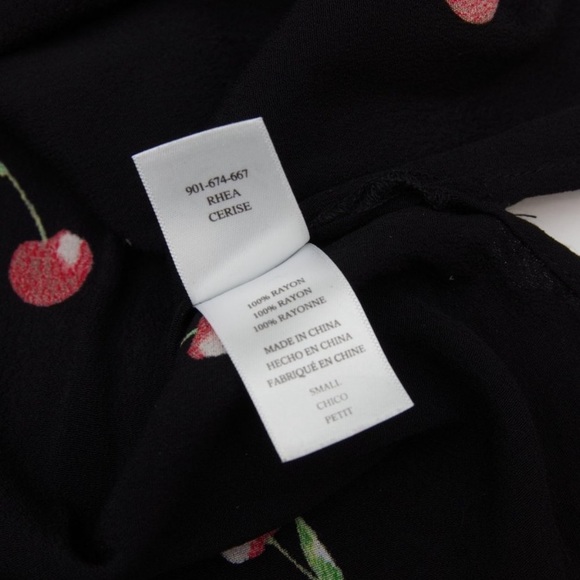 901-674-667
RHEA
CERISE
100% RAYON
100% RAYON
100% RAYONNE
MADE IN CHINA
HECHO EN CHINA
FABRIQUÉ EN CHINE
SMALL
CHICO
PETIT